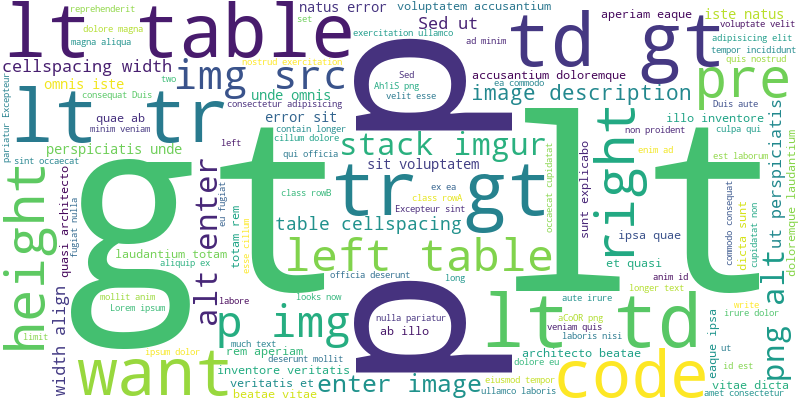 reprehenderit
natus error
voluptatem accusantium
aperiam eaque
iste natus
lt table
dolore magna
set
Sed ut
td gt
voluptate velit
magna aliqua
exercitation ullamco
ad minim
adipisicing elit
tempor incididunt
cellspacing width
img src
nostrud exercitation
Sed
accusantium doloremque
quis nostrud
pre
pariatur Excepteur
omnis iste
two
Ah1iS png
ea commodo
consequat Duis
unde omnis
velit esse
image description
lt tr
consectetur adipisicing
Duis aute
quae ab
error sit
illo inventore
minim veniam
contain longer
non proident
culpa qui
left
cillum dolore
stack imgur
perspiciatis unde
qui officia
enim ad
est laborum
sint occaecat
sit voluptatem
gt
lt
p
p
tr gt
right
height
quasi architecto
fugiat nulla
alt enter
eu fugiat
class rowB
ex ea
class rowA
Excepteur sint
occaecat cupidatat
sunt explicabo
commodo consequat
cupidatat non
ut perspiciatis
doloremque laudantium
totam rem
esse cillum
table cellspacing
ipsa quae
dicta sunt
laudantium totam
aliquip ex
left table
et quasi
officia deserunt
long
anim id
longer text
png alt
width align
mollit anim
Lorem ipsum
labore
looks now
aute irure
write
irure dolor
p img
nulla pariatur
ab illo
lt td
aCoOR png
veniam quis
laboris nisi
limit
ipsum dolor
much text
rem aperiam
deserunt mollit
architecto beatae
eaque ipsa
ut
want
inventore veritatis
dolore eu
id est
code
veritatis et
enter image
eiusmod tempor
ullamco laboris
vitae dicta
beatae vitae
amet consectetur